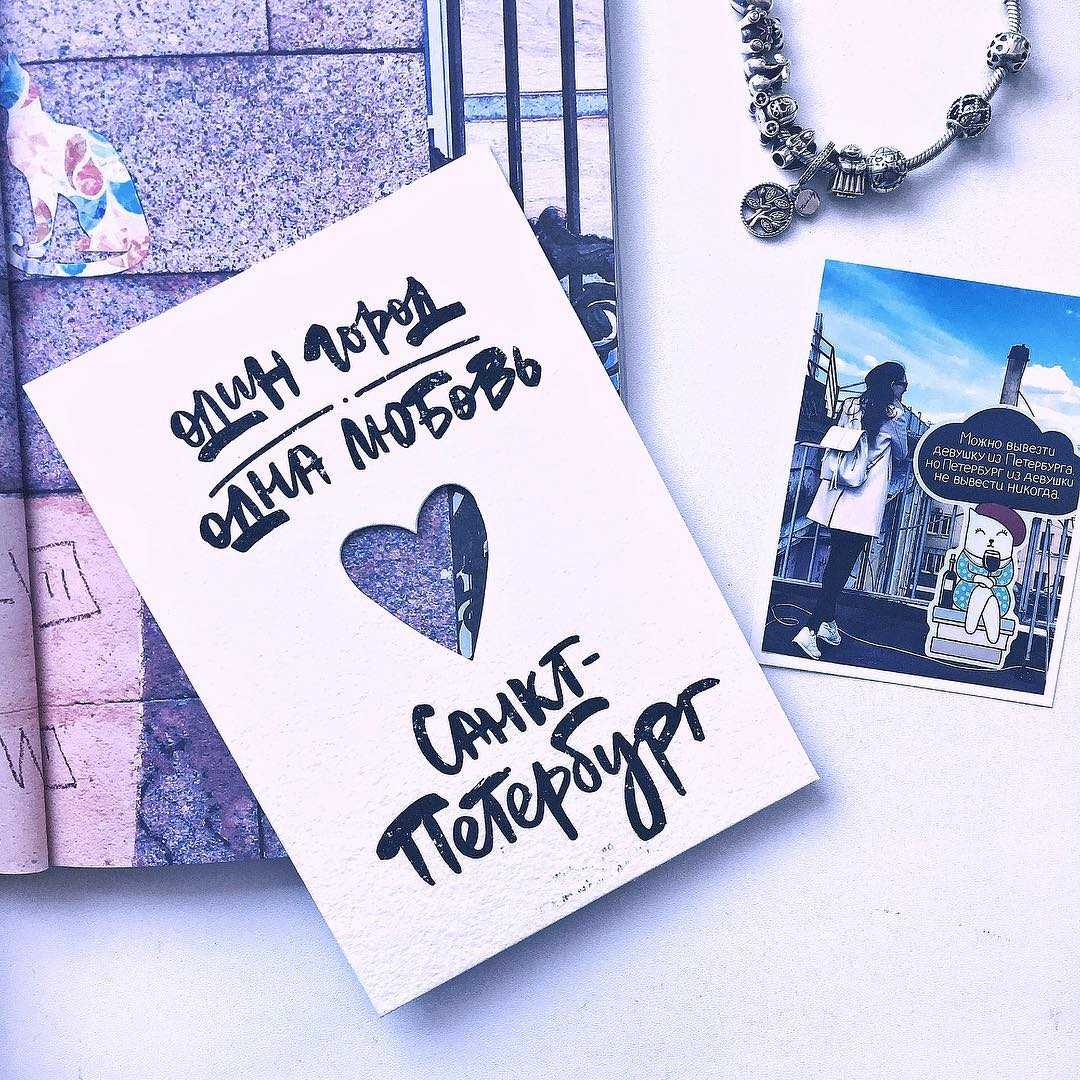 один город
одна любовь
Санкт-
Петербург
Можно вывезти
девушку из Петербурга,
но Петербург из девушки
не вывести никогда.